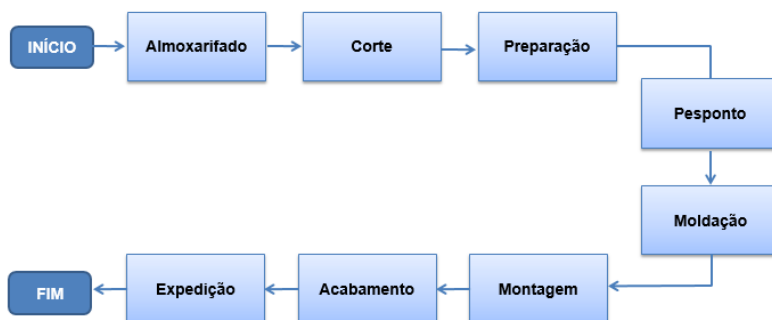 INÍCIO
Almoxarifado
Corte
Preparação
Pesponto
Moldação
Montagem
Acabamento
Expedição
FIM